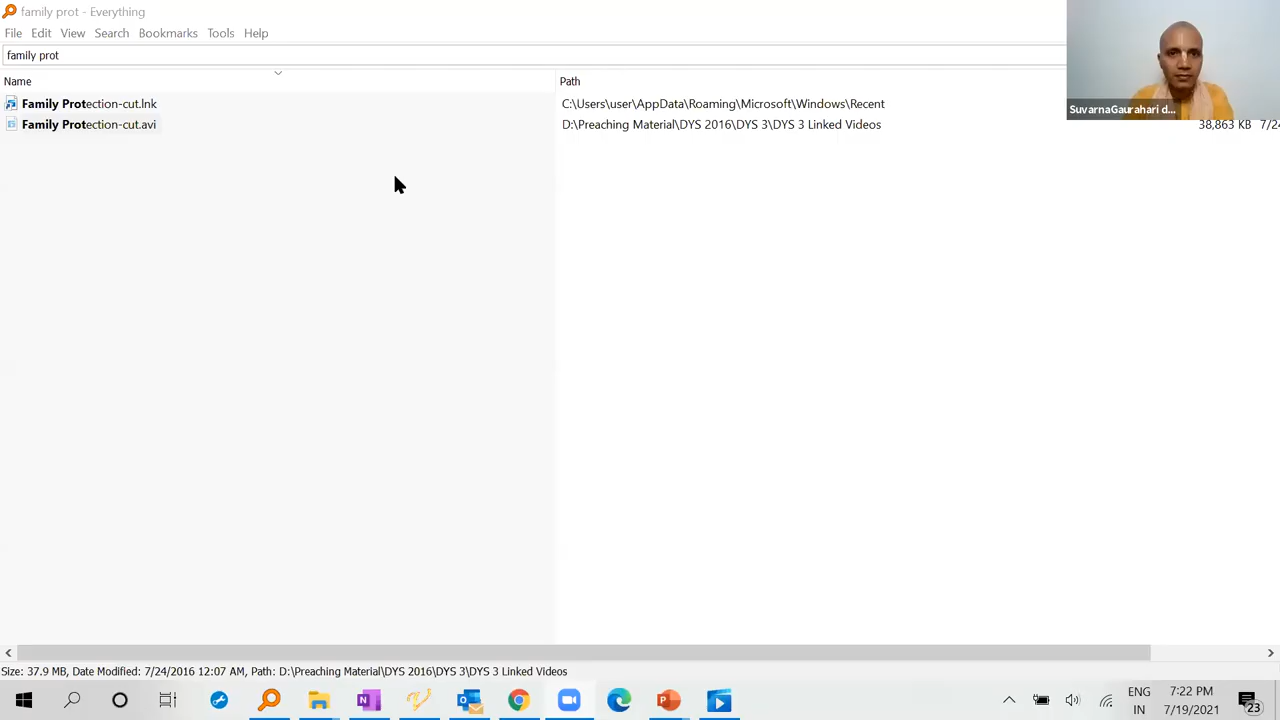 family prot - Everything
File Edit View Search Bookmarks Tools Help
family prot
Name Path
Family Protection-cut.lnk C:\Users\user\AppData\Roaming\Microsoft\Windows\Recent
Family Protection-cut.avi D:\Preaching Material\DYS 2016\DYS 3\DYS 3 Linked Videos 38,863 KB 7/24
SuvarnaGaurahari d...
Size: 37.9 MB, Date Modified: 7/24/2016 12:07 AM, Path: D:\Preaching Material\DYS 2016\DYS 3\DYS 3 Linked Videos
ENG 7:22 PM
IN 7/19/2021 23